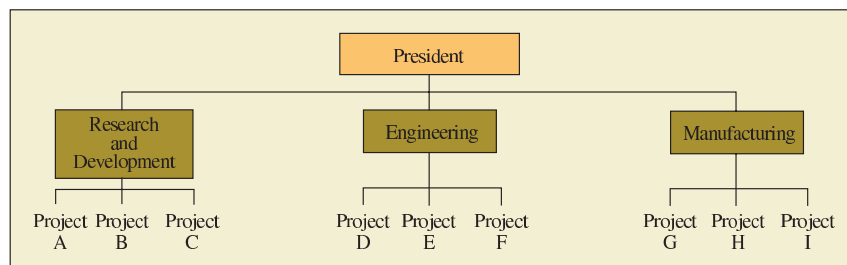 President
Research
and
Development
Engineering
Manufacturing
Project
A
Project
B
Project
C
Project
D
Project
E
Project
F
Project
G
Project
H
Project
I